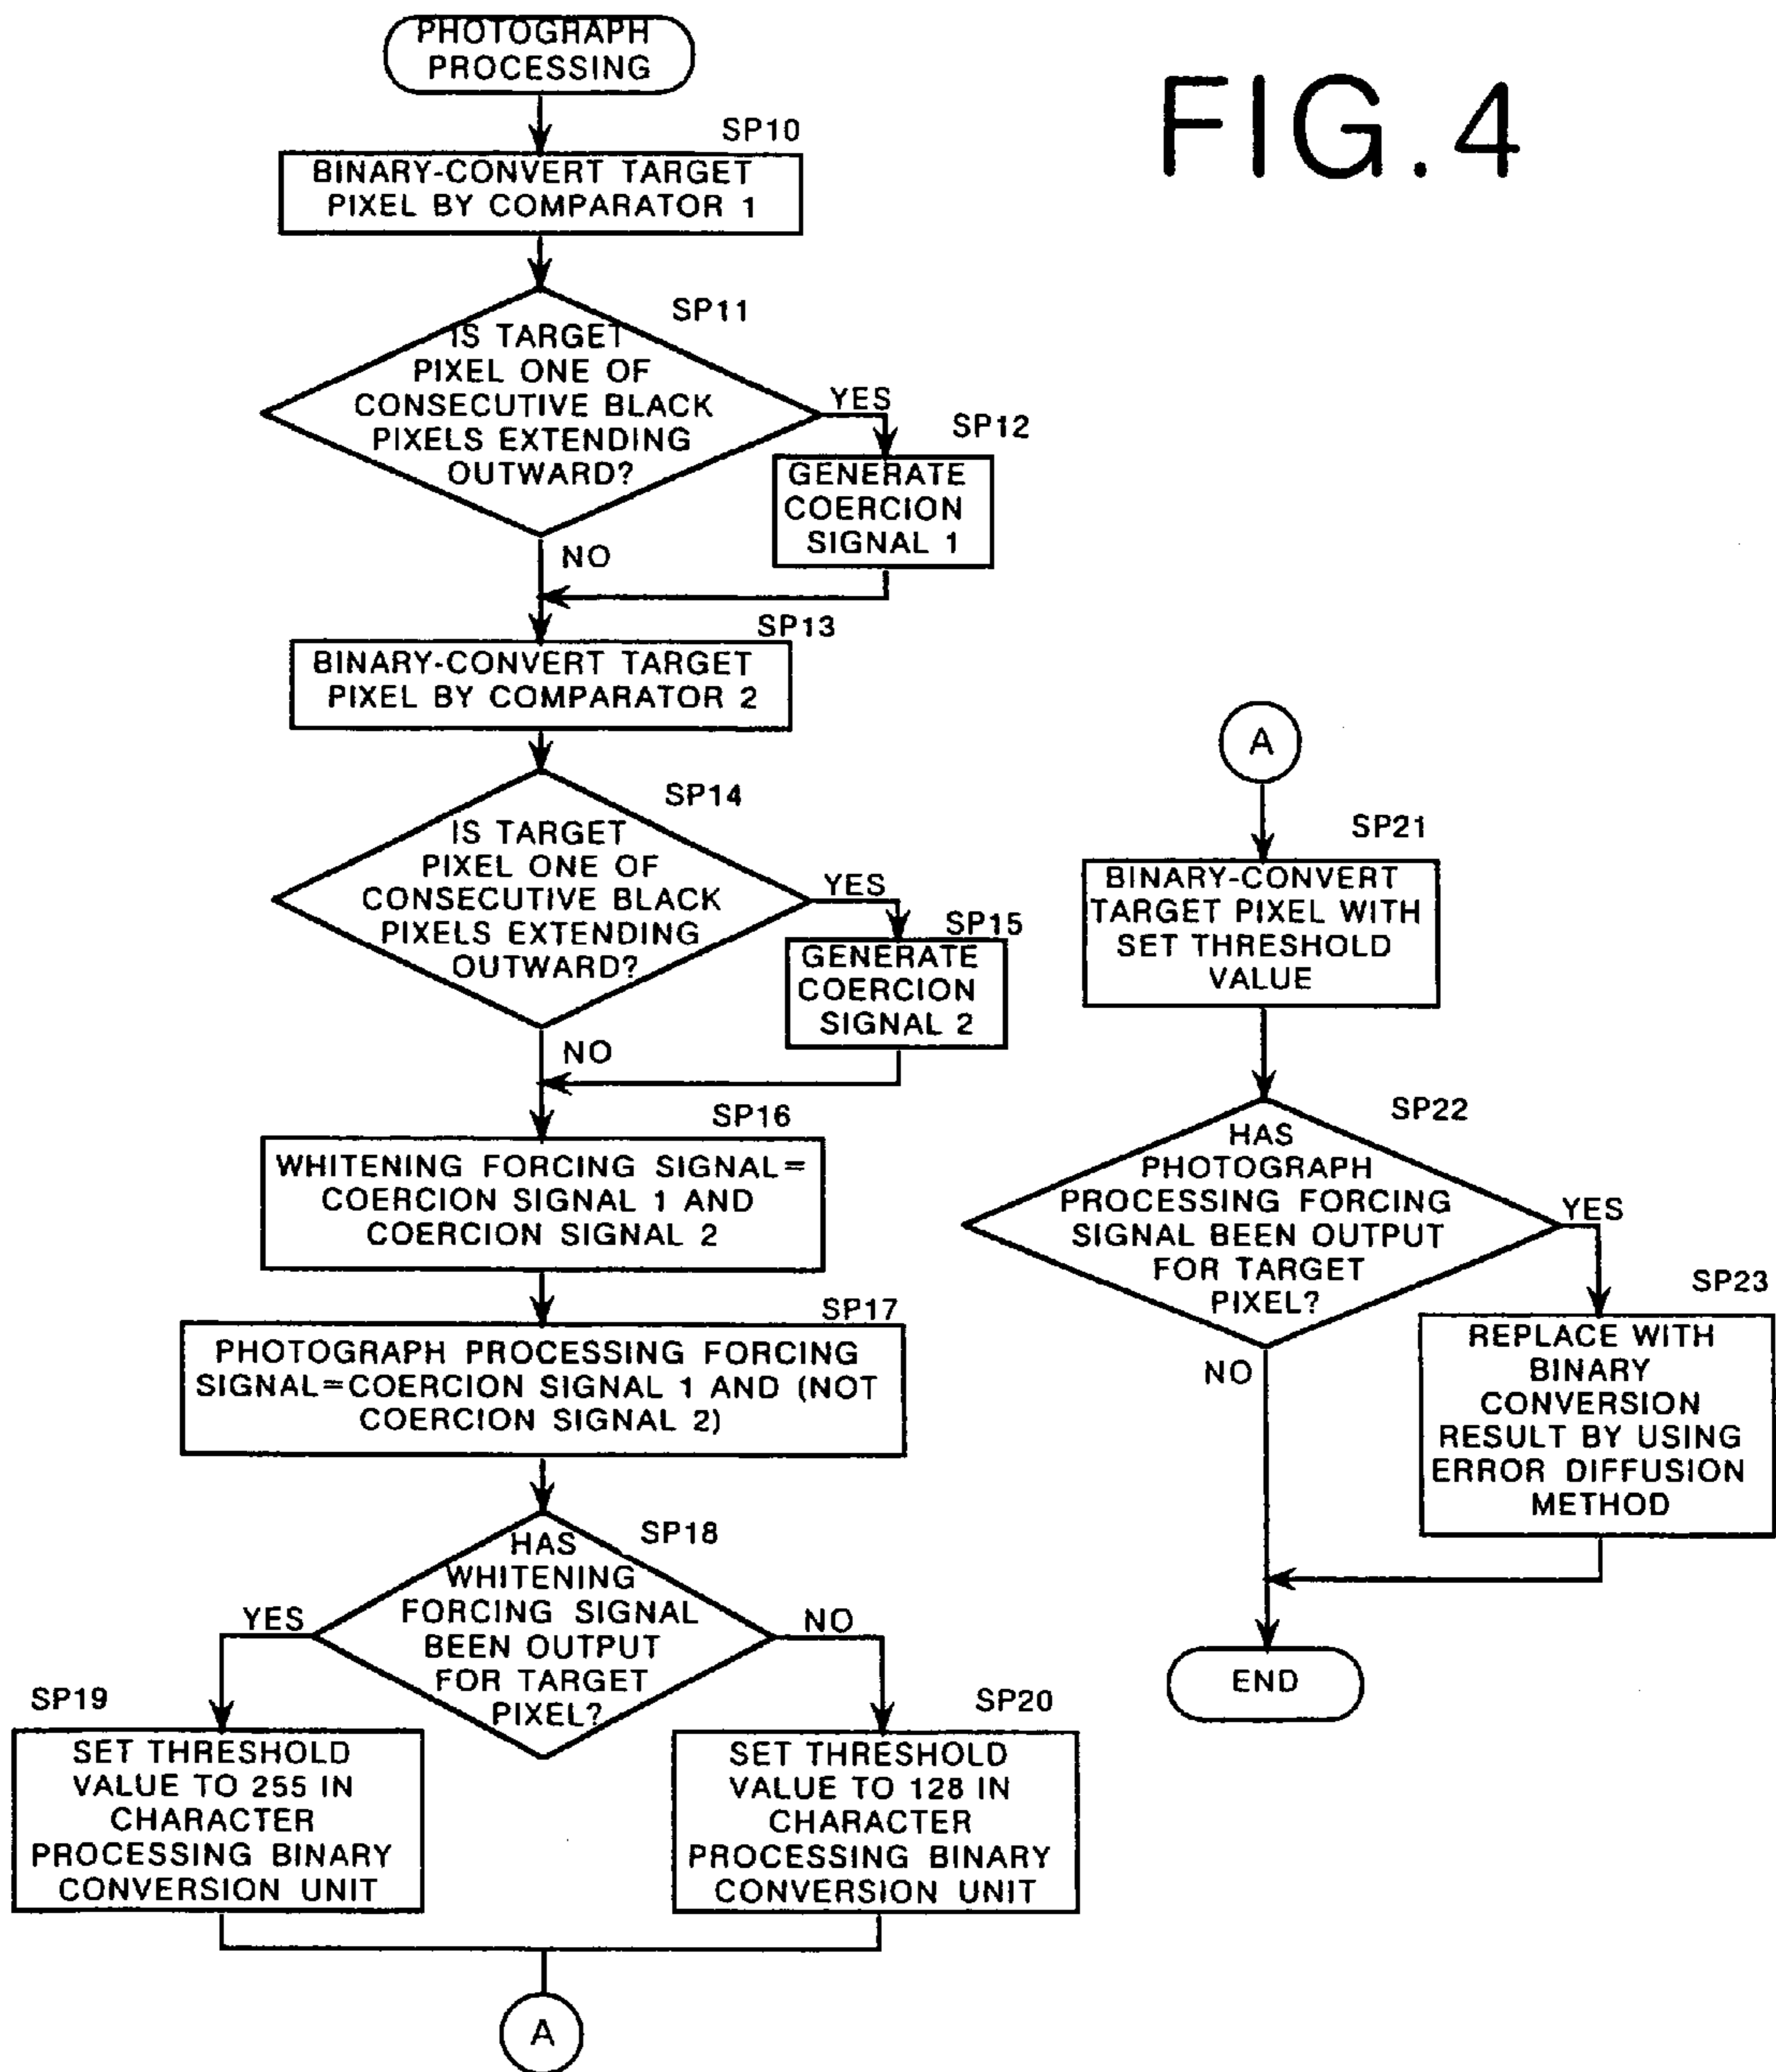 FIG.4
PHOTOGRAPH
PROCESSING
SP10
BINARY-CONVERT TARGET
PIXEL BY COMPARATOR 1
SP11
IS TARGET
PIXEL ONE OF
CONSECUTIVE BLACK
PIXELS EXTENDING
OUTWARD?
YES
SP12
GENERATE
COERCION
SIGNAL 1
NO
SP13
BINARY-CONVERT TARGET
PIXEL BY COMPARATOR 2
SP14
IS TARGET
PIXEL ONE OF
CONSECUTIVE BLACK
PIXELS EXTENDING
OUTWARD?
YES
SP15
GENERATE
COERCION
SIGNAL 2
NO
SP16
WHITENING FORCING SIGNAL=
COERCION SIGNAL 1 AND
COERCION SIGNAL 2
SP17
PHOTOGRAPH PROCESSING FORCING
SIGNAL=COERCION SIGNAL 1 AND (NOT
COERCION SIGNAL 2)
SP18
HAS
WHITENING
FORCING SIGNAL
BEEN OUTPUT
FOR TARGET
PIXEL?
YES
NO
SP19
SET THRESHOLD
VALUE TO 255 IN
CHARACTER
PROCESSING BINARY
CONVERSION UNIT
SP20
SET THRESHOLD
VALUE TO 128 IN
CHARACTER
PROCESSING BINARY
CONVERSION UNIT
A
A
SP21
BINARY-CONVERT
TARGET PIXEL WITH
SET THRESHOLD
VALUE
SP22
HAS
PHOTOGRAPH
PROCESSING FORCING
SIGNAL BEEN OUTPUT
FOR TARGET
PIXEL?
YES
SP23
REPLACE WITH
BINARY
CONVERSION
RESULT BY USING
ERROR DIFFUSION
METHOD
NO
END